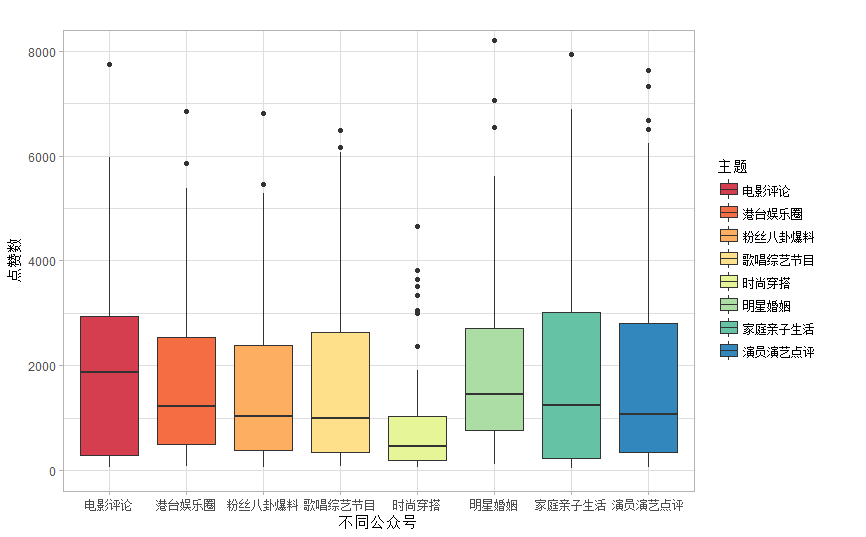 8000
6000
4000
2000
0
点赞数
电影评论 港台娱乐圈 粉丝八卦爆料 歌唱综艺节目 时尚穿搭 明星婚姻 家庭亲子生活 演员演艺点评
不同公众号
主题
电影评论
港台娱乐圈
粉丝八卦爆料
歌唱综艺节目
时尚穿搭
明星婚姻
家庭亲子生活
演员演艺点评